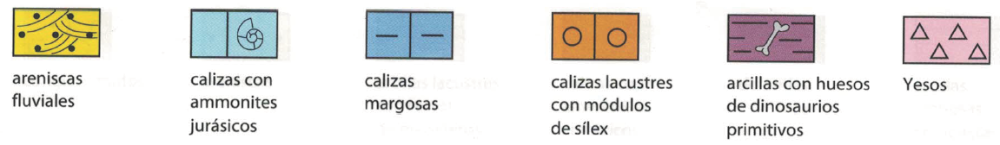 areniscas
fluviales
calizas con
ammonites
jurásicos
calizas
margosas
calizas lacustres
con módulos
de sílex
arcillas con huesos
de dinosaurios
primitivos
Yesos